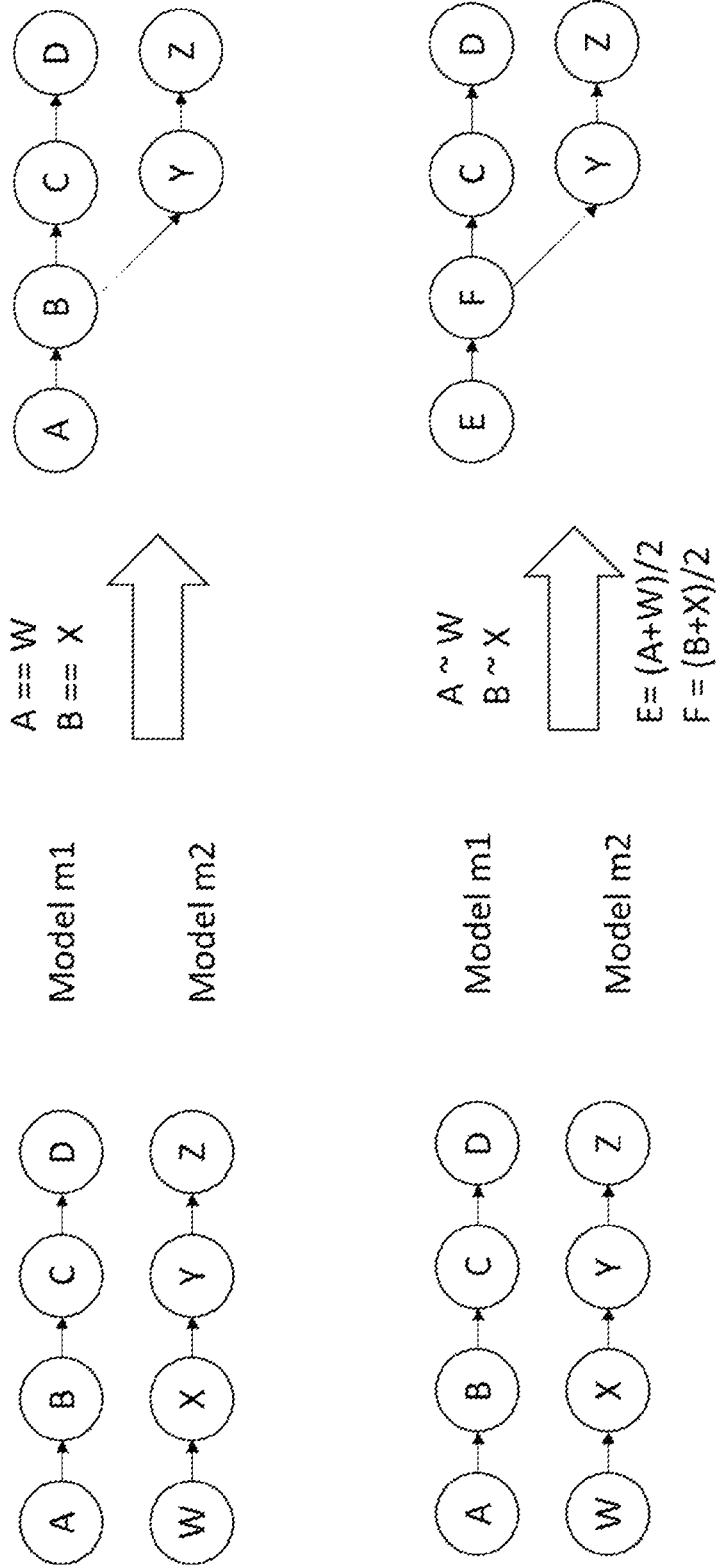 A B C D
W X Y Z
Model m1
Model m2
A == W
B == X
A B C D
Y Z
A B C D
W X Y Z
Model m1
Model m2
A ~ W
B ~ X
E= (A+W)/2
F = (B+X)/2
E F C D
Y Z